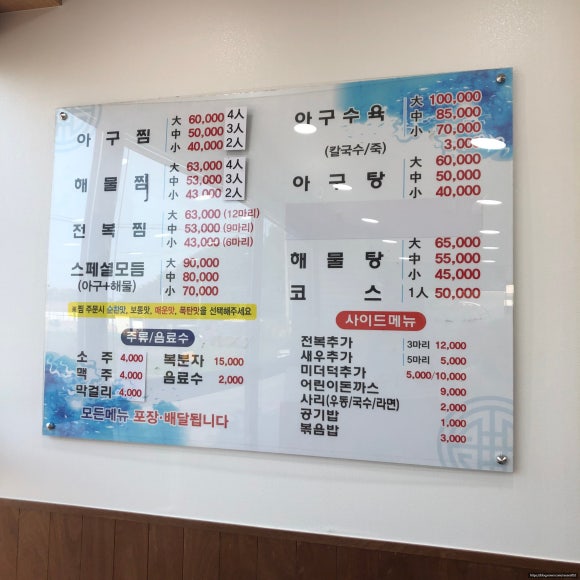 아구찜 大 60,000 4人
中 50,000 3人
小 40,000 2人
해물찜 大 63,000 4人
中 53,000 3人
小 43,000 2人
전복찜 大 63,000 (12마리)
中 53,000 (9마리)
小 43,000 (6마리)
스페셜모듬 大 90,000
(아구+해물) 中 80,000
小 70,000
※찜 주문시 순한맛, 보통맛, 매운맛, 폭탄맛을 선택해주세요
주류/음료수
소주 4,000 복분자 15,000
맥주 4,000 음료수 2,000
막걸리 4,000
모든메뉴 포장·배달됩니다
아구수육 大 100,000
中 85,000
小 70,000
(칼국수/죽) 3,000
아구탕 大 60,000
中 50,000
小 40,000
해물탕 大 65,000
中 55,000
小 45,000
코스 1人 50,000
사이드메뉴
전복추가 3마리 12,000
새우추가 5마리 5,000
미더덕추가 5,000/10,000
어린이돈까스 9,000
사리(우동/국수/라면) 2,000
공기밥 1,000
볶음밥 3,000